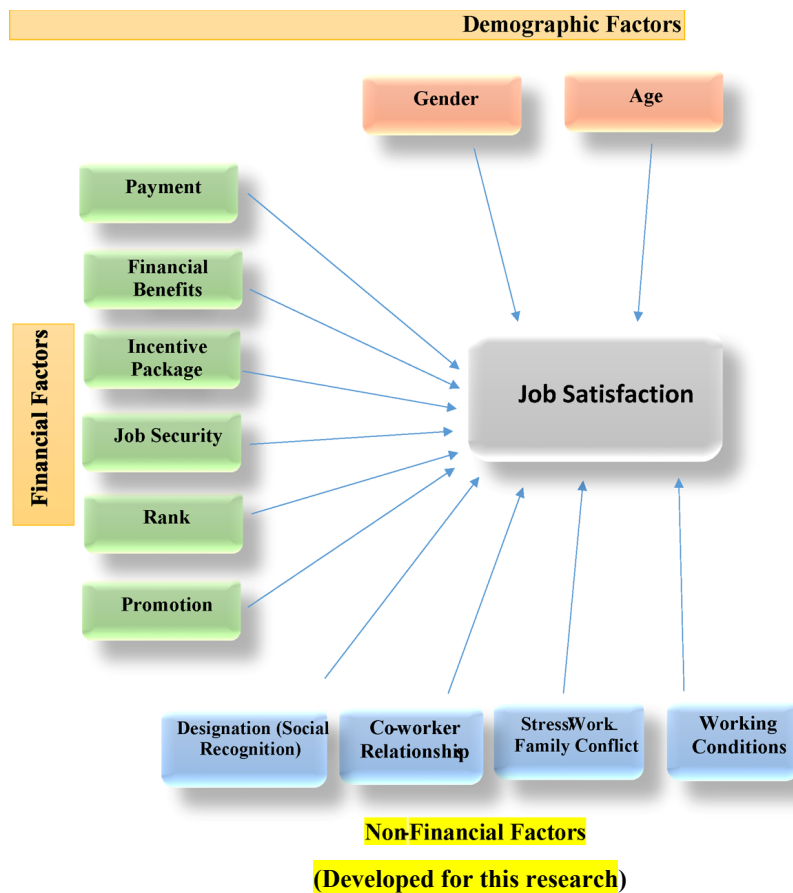 Demographic Factors
Gender
Age
Payment
Financial
Benefits
Incentive
Package
Job Security
Rank
Promotion
Financial Factors
Job Satisfaction
Designation (Social
Recognition)
Co-worker
Relationship
Stress/Work-
Family Conflict
Working
Conditions
Non-Financial Factors
(Developed for this research)